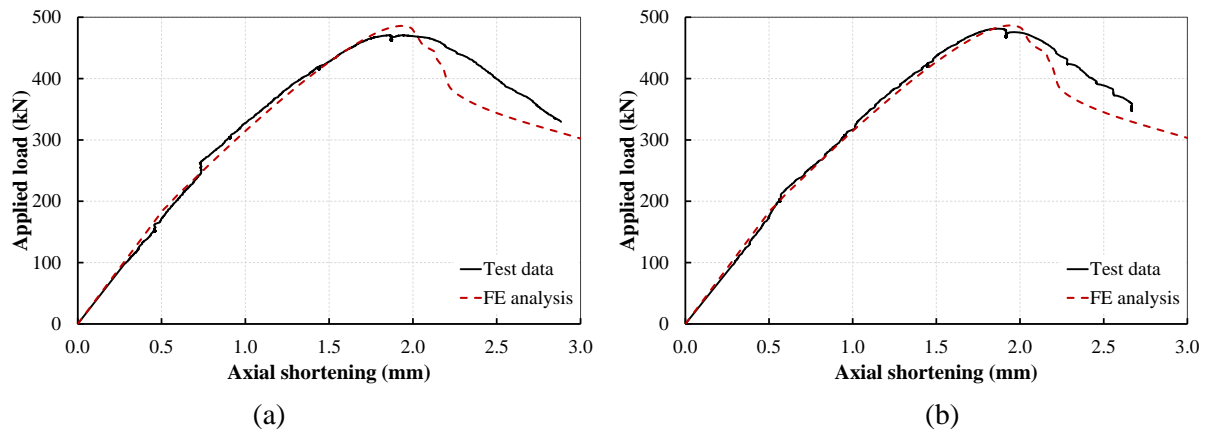 500
400
300
200
100
0
Applied load (kN)
Test data
FE analysis
0.0 0.5 1.0 1.5 2.0 2.5 3.0
Axial shortening (mm)
(a)
500
400
300
200
100
0
Applied load (kN)
Test data
FE analysis
0.0 0.5 1.0 1.5 2.0 2.5 3.0
Axial shortening (mm)
(b)